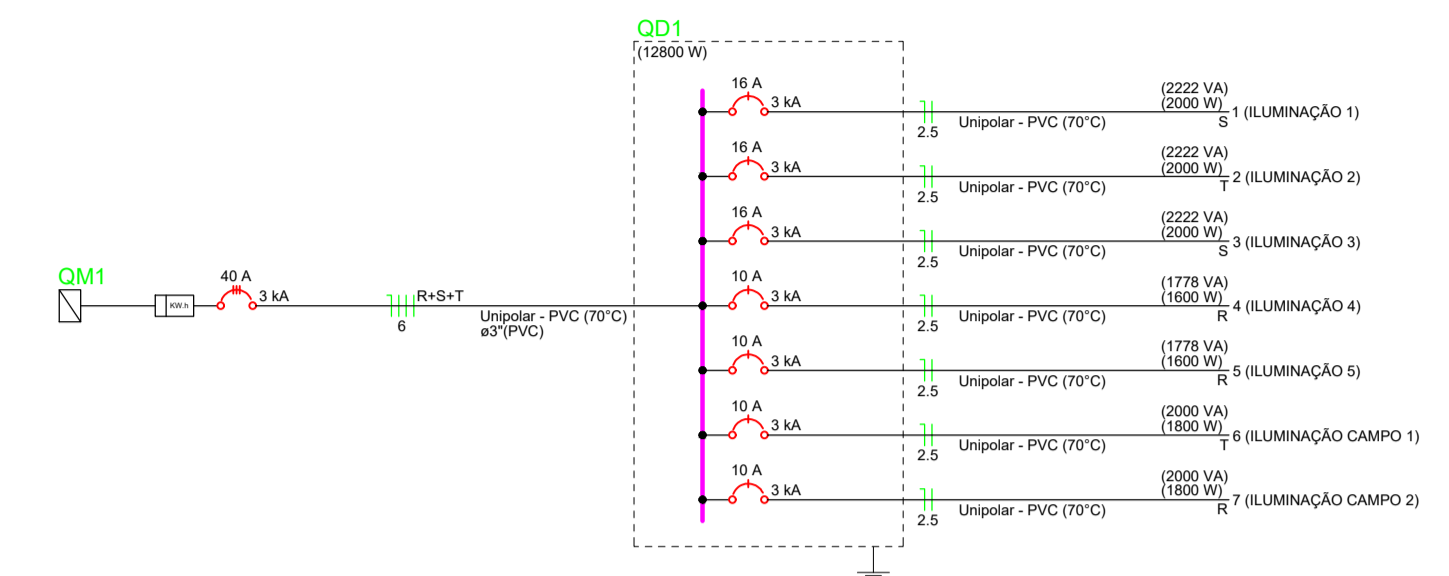 QD1
(12800 W)
16 A
3 kA
2.5
Unipolar - PVC (70°C)
(2222 VA)
(2000 W)
S
1 (ILUMINAÇÃO 1)
16 A
3 kA
2.5
Unipolar - PVC (70°C)
(2222 VA)
(2000 W)
T
2 (ILUMINAÇÃO 2)
16 A
3 kA
2.5
Unipolar - PVC (70°C)
(2222 VA)
(2000 W)
S
3 (ILUMINAÇÃO 3)
QM1
KW.h
40 A
3 kA
R+S+T
6
Unipolar - PVC (70°C)
ø3"(PVC)
10 A
3 kA
2.5
Unipolar - PVC (70°C)
(1778 VA)
(1600 W)
R
4 (ILUMINAÇÃO 4)
10 A
3 kA
2.5
Unipolar - PVC (70°C)
(1778 VA)
(1600 W)
R
5 (ILUMINAÇÃO 5)
10 A
3 kA
2.5
Unipolar - PVC (70°C)
(2000 VA)
(1800 W)
T
6 (ILUMINAÇÃO CAMPO 1)
10 A
3 kA
2.5
Unipolar - PVC (70°C)
(2000 VA)
(1800 W)
R
7 (ILUMINAÇÃO CAMPO 2)